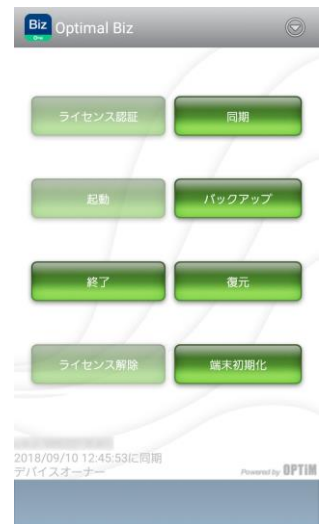 Biz Optimal Biz
ライセンス認証 同期
起動 バックアップ
終了 復元
ライセンス解除 端末初期化
2018/09/10 12:45:53に同期
デバイスオーナー Powered by OPTiM